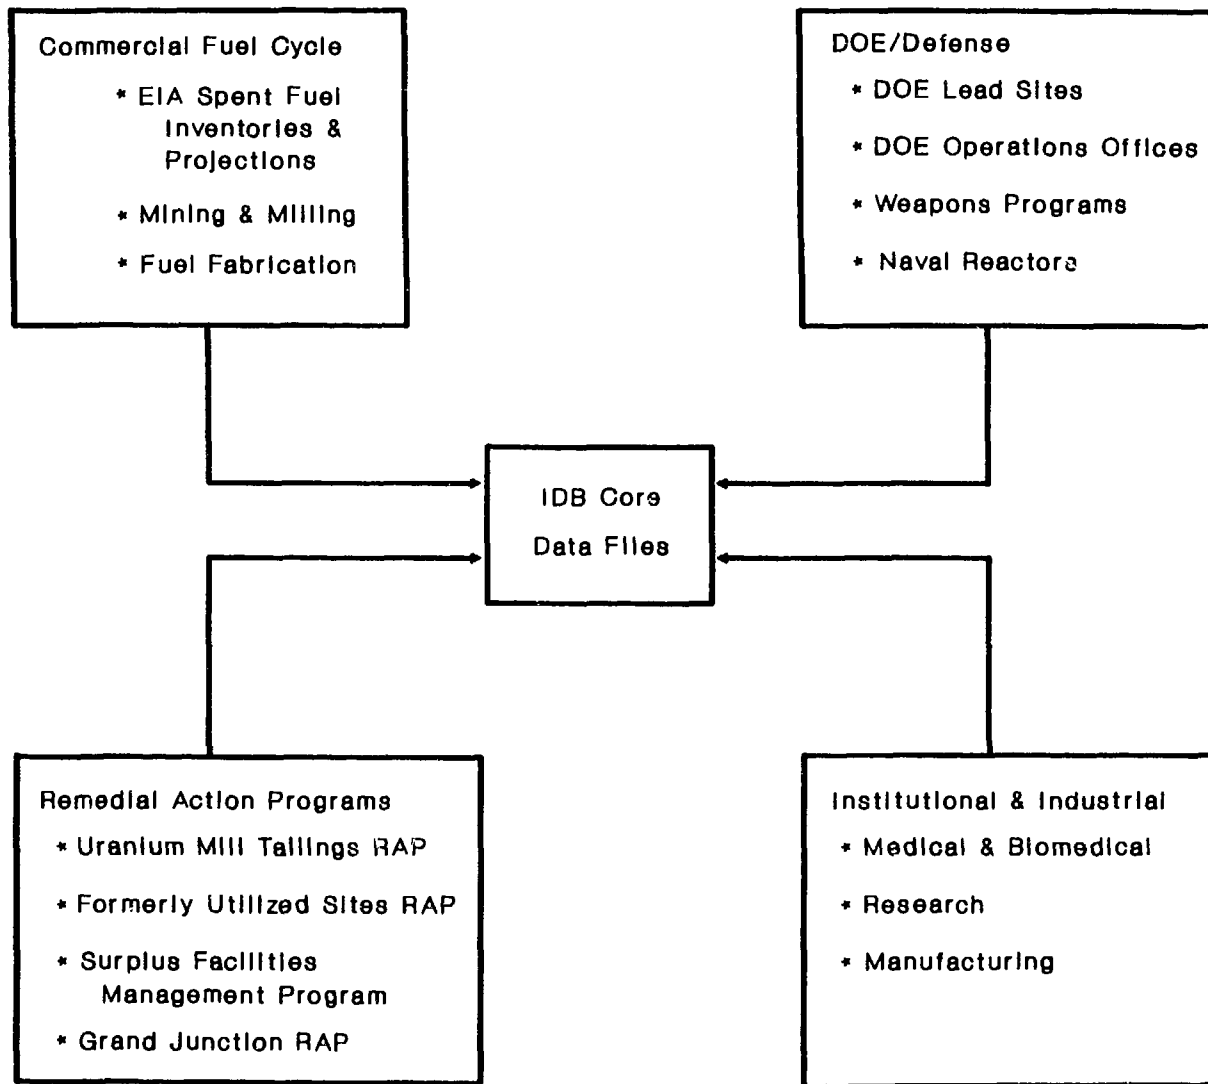 Commercial Fuel Cycle
* EIA Spent Fuel
Inventories &
Projections
* Mining & Milling
* Fuel Fabrication
DOE/Defense
* DOE Lead Sites
* DOE Operations Offices
* Weapons Programs
* Naval Reactors
IDB Core
Data Files
Remedial Action Programs
* Uranium Mill Tailings RAP
* Formerly Utilized Sites RAP
* Surplus Facilities
Management Program
* Grand Junction RAP
Institutional & Industrial
* Medical & Biomedical
* Research
* Manufacturing